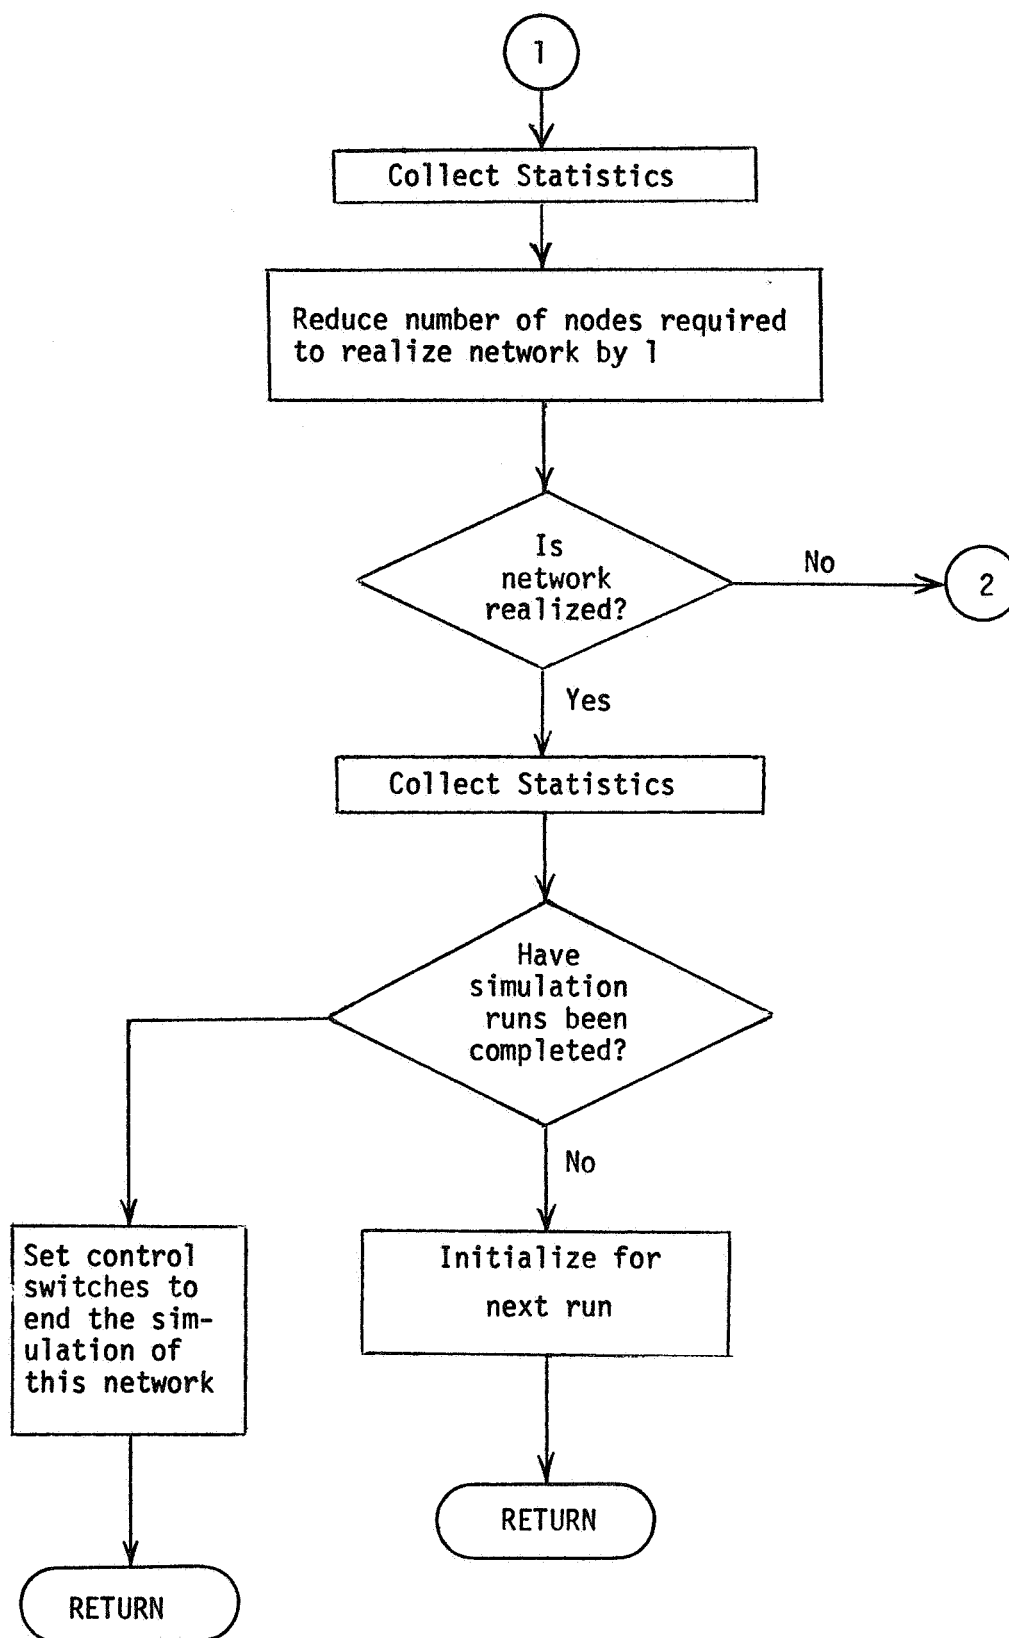 1
Collect Statistics
Reduce number of nodes required
to realize network by 1
Is
network
realized?
No
2
Yes
Collect Statistics
Have
simulation
runs been
completed?
No
Set control
switches to
end the sim-
ulation of
this network
Initialize for
next run
RETURN
RETURN